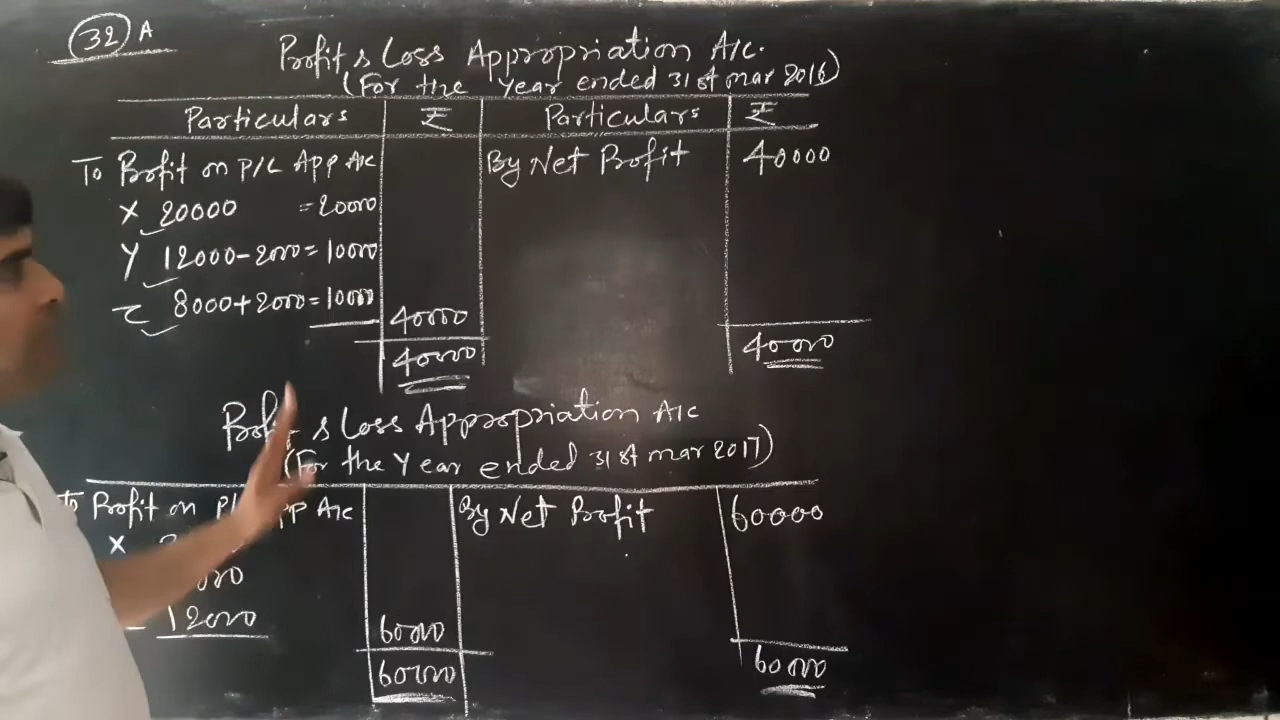 32 A
Profit & Loss Appropriation A/c.
(For the Year ended 31st mar 2016)
Particulars ₹ Particulars ₹
To Profit on P/L APP A/c By Net Profit 40000
X 20000 = 20000
Y 12000-2000=10000
Z 8000+2000=10000 40000
40000 40000
Profit & Loss Appropriation A/c
(For the Year ended 31st mar 2017)
To Profit on A/c By Net Profit 60000
X
12000 60000
60000 60000